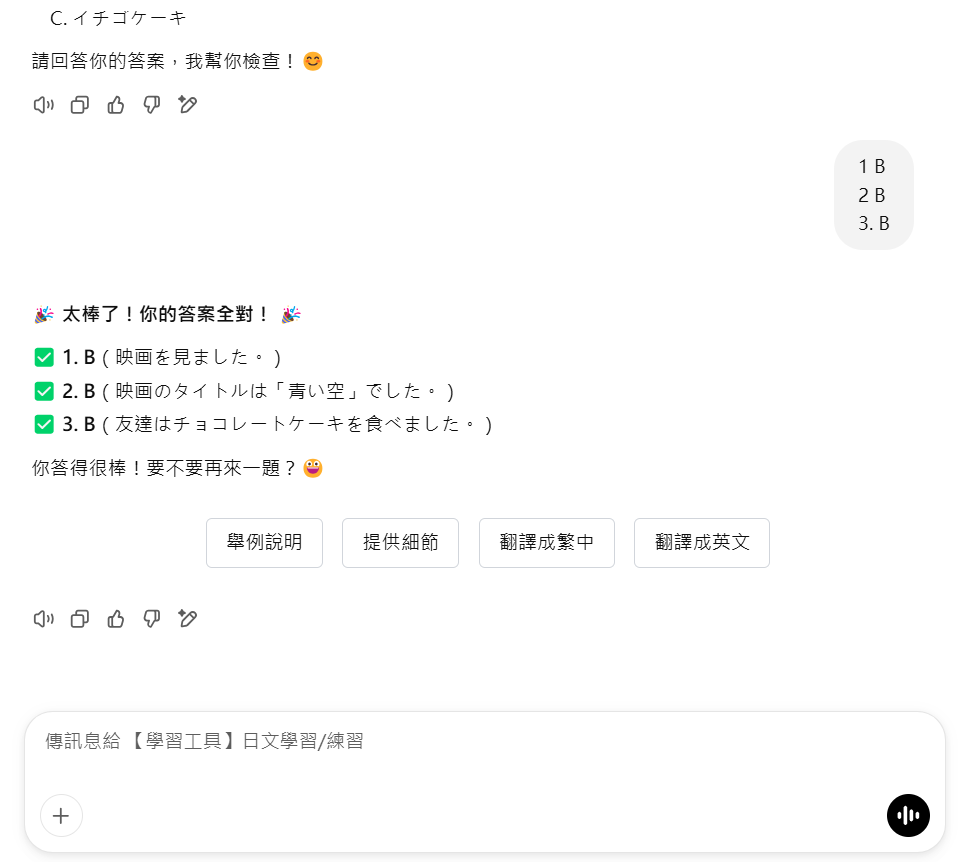 C. イチゴケーキ
請回答你的答案，我幫你檢查！😊
1 B
2 B
3. B
🎉 太棒了！你的答案全對！ 🎉
✅ 1. B（映画を見ました。）
✅ 2. B（映画のタイトルは「青い空」でした。）
✅ 3. B（友達はチョコレートケーキを食べました。）
你答得很棒！要不要再來一題？😃
舉例說明
提供細節
翻譯成繁中
翻譯成英文
傳訊息給 【學習工具】日文學習/練習